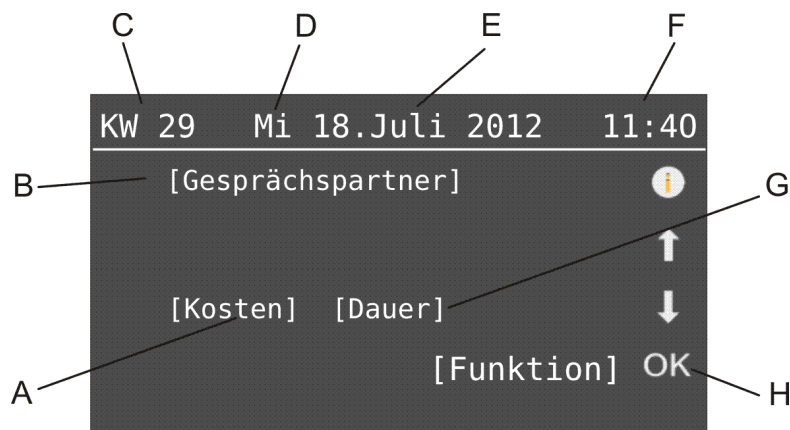 C D E F
KW 29 Mi 18.Juli 2012 11:40
B [Gesprächspartner] i G
[Kosten] [Dauer]
[Funktion] OK
A H